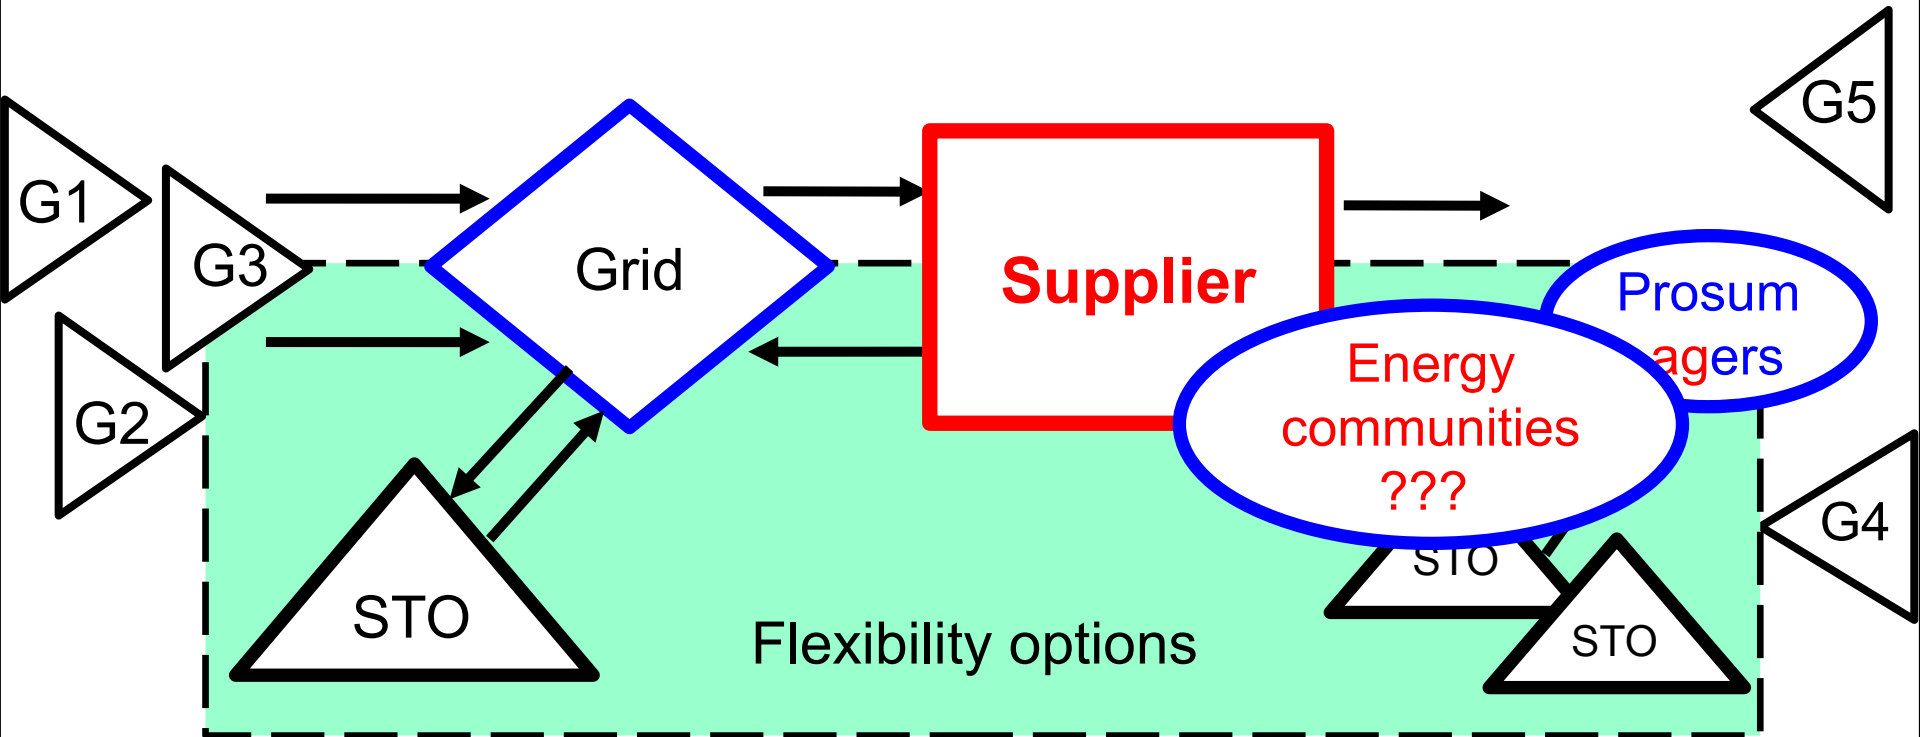 G5
G1
G3
Grid
Supplier
Prosum
agers
Energy
communities
???
G2
G4
STO
STO
STO
Flexibility options